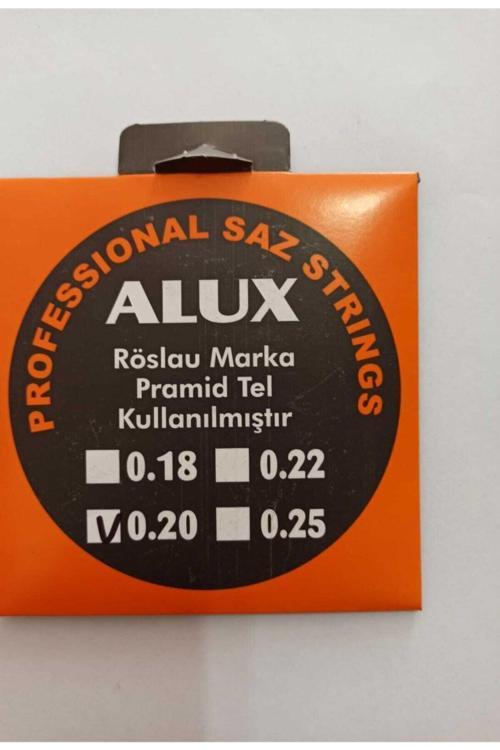 PROFESSIONAL SAZ STRINGS
ALUX
Röslau Marka
Pramid Tel
Kullanılmıştır
0.18 0.22
0.20 0.25